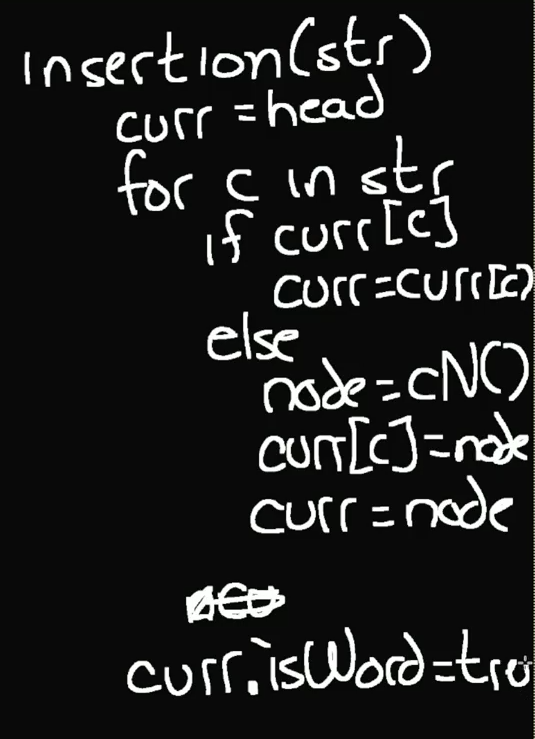 insertion(str)
curr = head
for c in str
if curr[c]
curr=curr[c]
else
node=cN()
curr[c]=node
curr=node
curr.isWord=tru